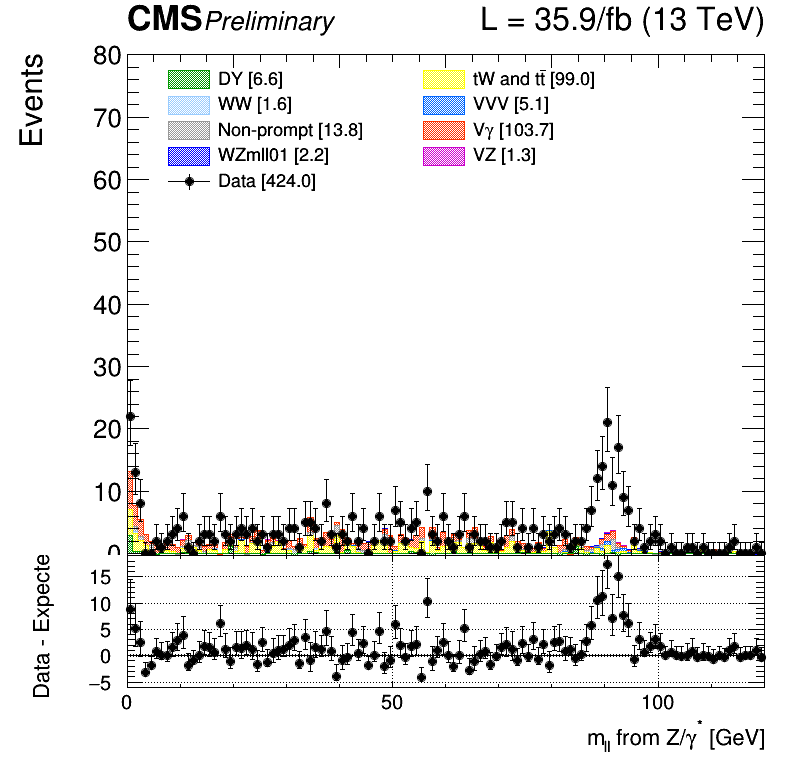 CMS Preliminary L = 35.9/fb (13 TeV)
Events
80
70
60
50
40
30
20
10
0
DY [6.6]
WW [1.6]
Non-prompt [13.8]
WZmll01 [2.2]
Data [424.0]
tW and tt̄ [99.0]
VVV [5.1]
Vγ [103.7]
VZ [1.3]
Data - Expecte
15
10
5
0
−5
0 50 100
m_ll from Z/γ* [GeV]